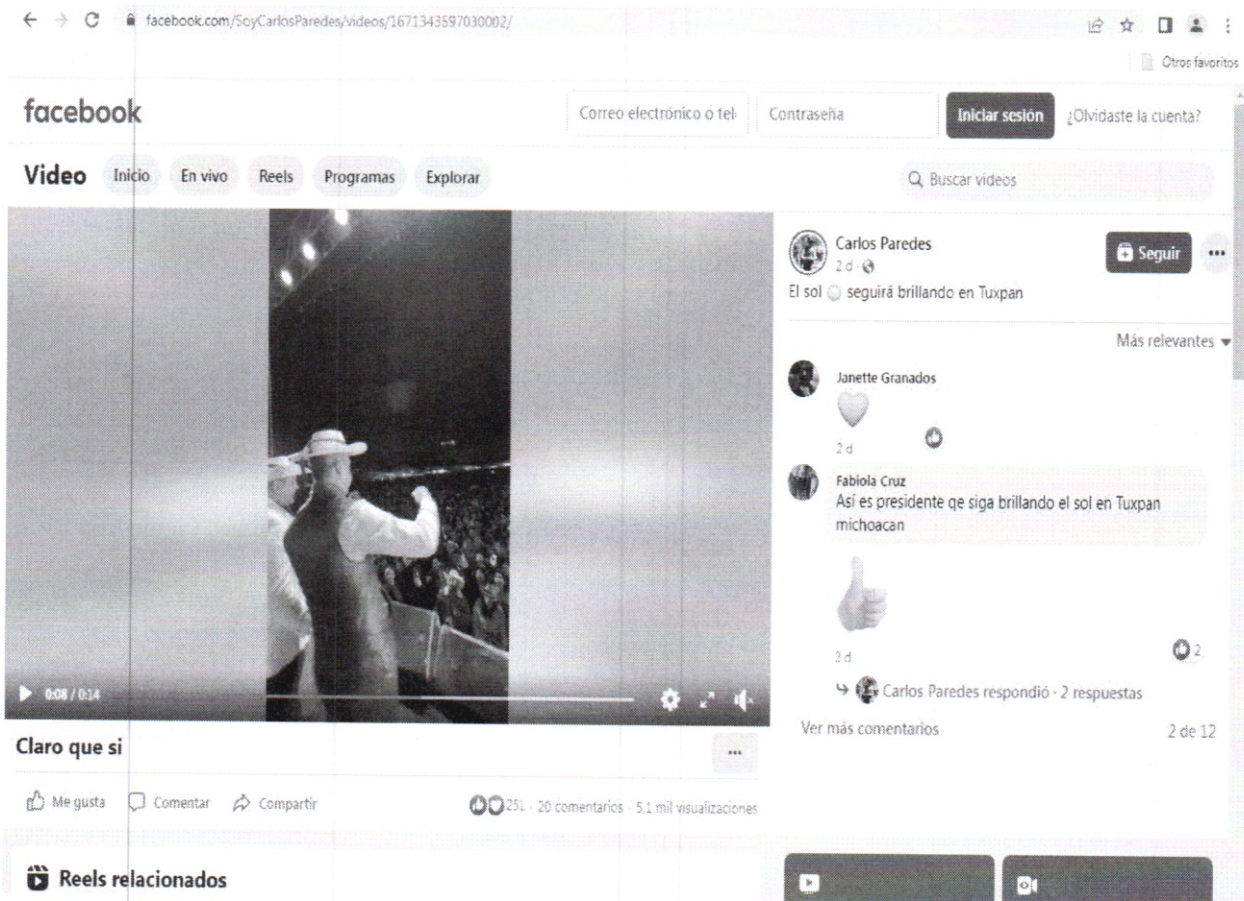 facebook.com/SoyCarlosParedes/videos/1671343597030002/
Otros favoritos
facebook
Correo electrónico o tel
Contraseña
Iniciar sesión
¿Olvidaste la cuenta?
Video
Inicio
En vivo
Reels
Programas
Explorar
Buscar videos
Carlos Paredes
2 d
Seguir
El sol seguirá brillando en Tuxpan
Más relevantes
Janette Granados
2 d
Fabiola Cruz
Así es presidente qe siga brillando el sol en Tuxpan
michoacan
2 d
2
Carlos Paredes respondió · 2 respuestas
Ver más comentarios
2 de 12
0:08 / 0:14
Claro que si
Me gusta
Comentar
Compartir
251 · 20 comentarios · 5,1 mil visualizaciones
Reels relacionados